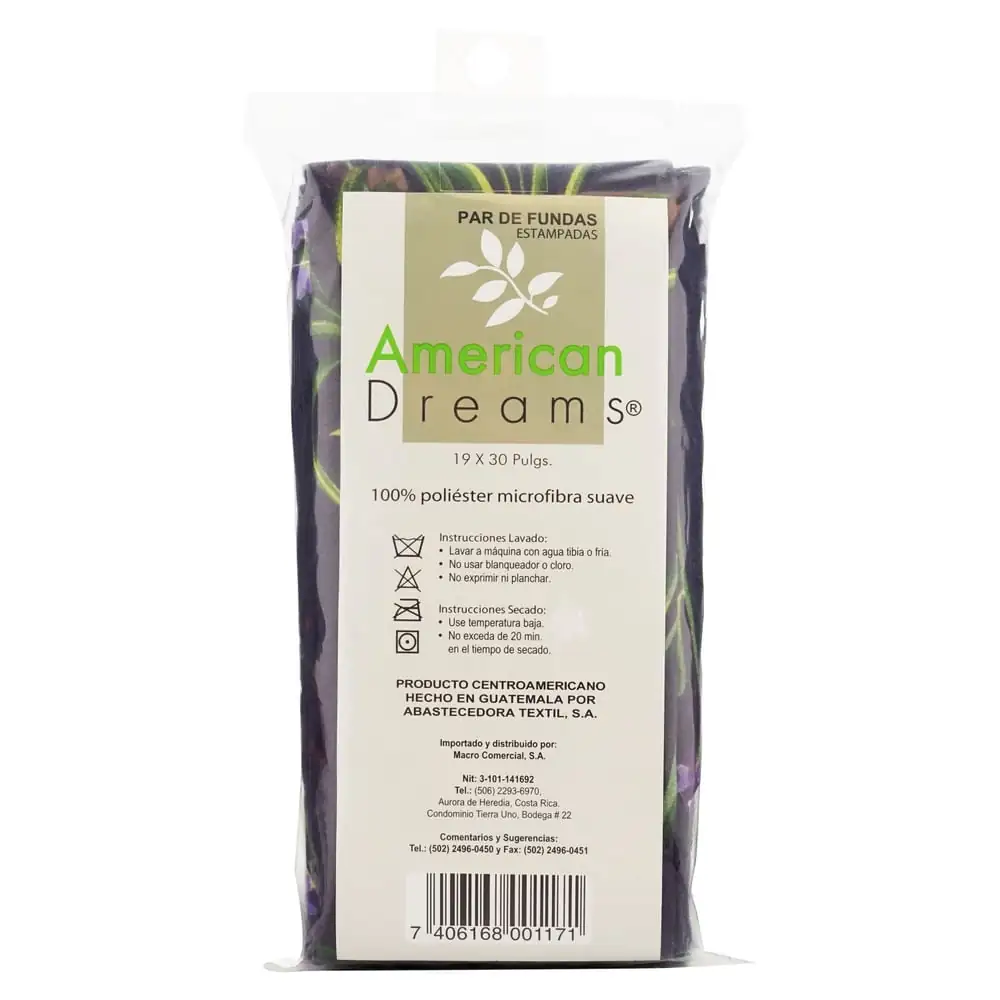 PAR DE FUNDAS
ESTAMPADAS
American
Dreams®
19 X 30 Pulgs.
100% poliéster microfibra suave
Instrucciones Lavado:
• Lavar a máquina con agua tibia o fría.
• No usar blanqueador o cloro.
• No exprimir ni planchar.
Instrucciones Secado:
• Use temperatura baja.
• No exceda de 20 min.
en el tiempo de secado.
PRODUCTO CENTROAMERICANO
HECHO EN GUATEMALA POR
ABASTECEDORA TEXTIL, S.A.
Importado y distribuido por:
Macro Comercial, S.A.
Nit: 3-101-141692
Tel.: (506) 2293-6970,
Aurora de Heredia, Costa Rica.
Condominio Tierra Uno, Bodega # 22
Comentarios y Sugerencias:
Tel.: (502) 2496-0450 y Fax: (502) 2496-0451
7 406168 001171